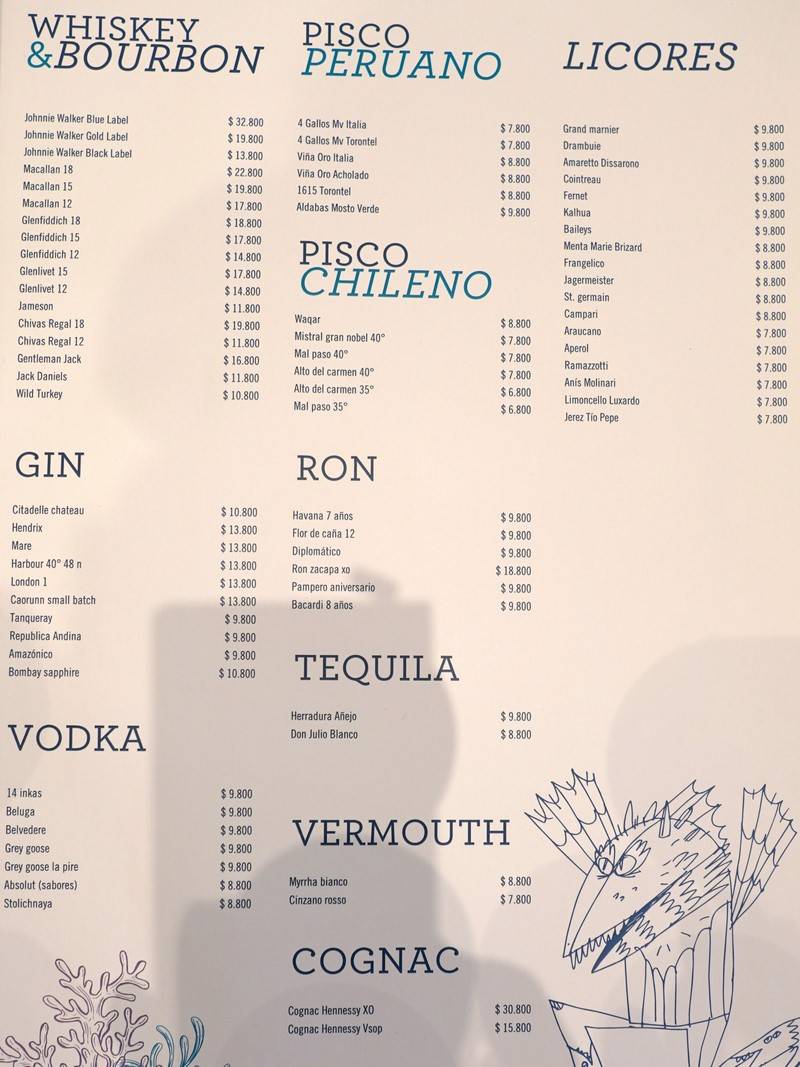 WHISKEY
&BOURBON
Johnnie Walker Blue Label $ 32.800
Johnnie Walker Gold Label $ 19.800
Johnnie Walker Black Label $ 13.800
Macallan 18 $ 22.800
Macallan 15 $ 19.800
Macallan 12 $ 17.800
Glenfiddich 18 $ 18.800
Glenfiddich 15 $ 17.800
Glenfiddich 12 $ 14.800
Glenlivet 15 $ 17.800
Glenlivet 12 $ 14.800
Jameson $ 11.800
Chivas Regal 18 $ 19.800
Chivas Regal 12 $ 11.800
Gentleman Jack $ 16.800
Jack Daniels $ 11.800
Wild Turkey $ 10.800
GIN
Citadelle chateau $ 10.800
Hendrix $ 13.800
Mare $ 13.800
Harbour 40° 48 n $ 13.800
London 1 $ 13.800
Caorunn small batch $ 13.800
Tanqueray $ 9.800
Republica Andina $ 9.800
Amazónico $ 9.800
Bombay sapphire $ 10.800
VODKA
14 inkas $ 9.800
Beluga $ 9.800
Belvedere $ 9.800
Grey goose $ 9.800
Grey goose la pire $ 9.800
Absolut (sabores) $ 8.800
Stolichnaya $ 8.800
PISCO
PERUANO
4 Gallos Mv Italia $ 7.800
4 Gallos Mv Torontel $ 7.800
Viña Oro Italia $ 8.800
Viña Oro Acholado $ 8.800
1615 Torontel $ 8.800
Aldabas Mosto Verde $ 9.800
PISCO
CHILENO
Waqar $ 8.800
Mistral gran nobel 40° $ 7.800
Mal paso 40° $ 7.800
Alto del carmen 40° $ 7.800
Alto del carmen 35° $ 6.800
Mal paso 35° $ 6.800
RON
Havana 7 años $ 9.800
Flor de caña 12 $ 9.800
Diplomático $ 9.800
Ron zacapa xo $ 18.800
Pampero aniversario $ 9.800
Bacardi 8 años $ 9.800
TEQUILA
Herradura Añejo $ 9.800
Don Julio Blanco $ 8.800
VERMOUTH
Myrrha bianco $ 8.800
Cinzano rosso $ 7.800
COGNAC
Cognac Hennessy XO $ 30.800
Cognac Hennessy Vsop $ 15.800
LICORES
Grand marnier $ 9.800
Drambuie $ 9.800
Amaretto Dissarono $ 9.800
Cointreau $ 9.800
Fernet $ 9.800
Kalhua $ 9.800
Baileys $ 9.800
Menta Marie Brizard $ 8.800
Frangelico $ 8.800
Jagermeister $ 8.800
St. germain $ 8.800
Campari $ 8.800
Araucano $ 7.800
Aperol $ 7.800
Ramazzotti $ 7.800
Anís Molinari $ 7.800
Limoncello Luxardo $ 7.800
Jerez Tío Pepe $ 7.800